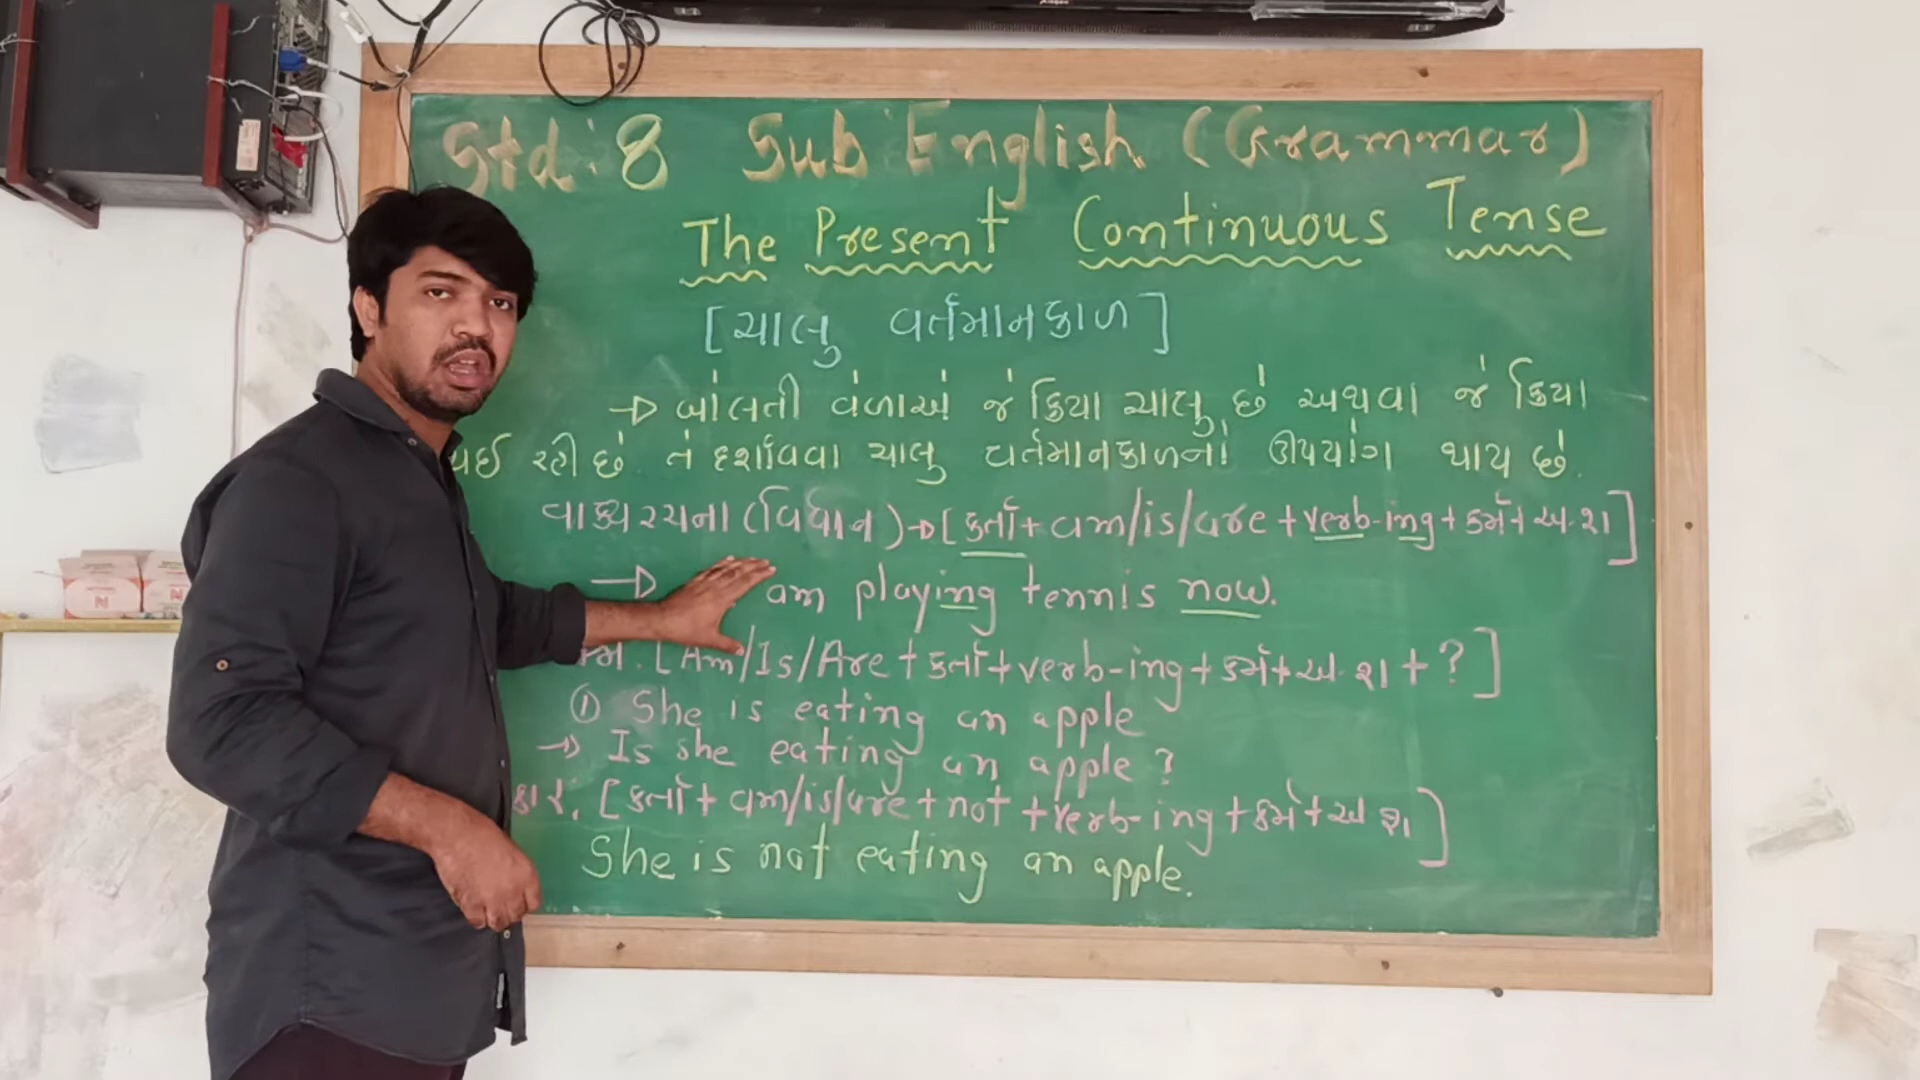 Std: 8 Sub: English (Grammar)
The Present Continuous Tense
[ચાલુ વર્તમાનકાળ]
→ બોલતી વેળાએ જે ક્રિયા ચાલુ છે અથવા જે ક્રિયા
થઈ રહી છે તે દર્શાવવા ચાલુ વર્તમાનકાળનો ઊપયોગ થાય છે.
વાક્ય રચના (વિધાન) → [કર્તા + am/is/are + verb-ing + કર્મ + અ.શ]
→ am playing tennis now.
[Am/Is/Are + કર્તા + verb-ing + કર્મ + અ.શ + ?]
① She is eating an apple
→ Is she eating an apple?
કાર. [કર્તા + am/is/are + not + verb-ing + કર્મ + અ શ]
She is not eating an apple.
N